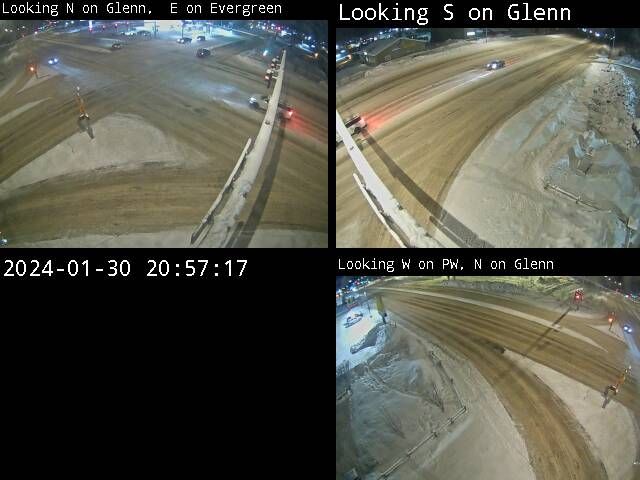 Looking N on Glenn,  E on Evergreen
Looking S on Glenn
2024-01-30 20:57:17
Looking W on PW, N on Glenn